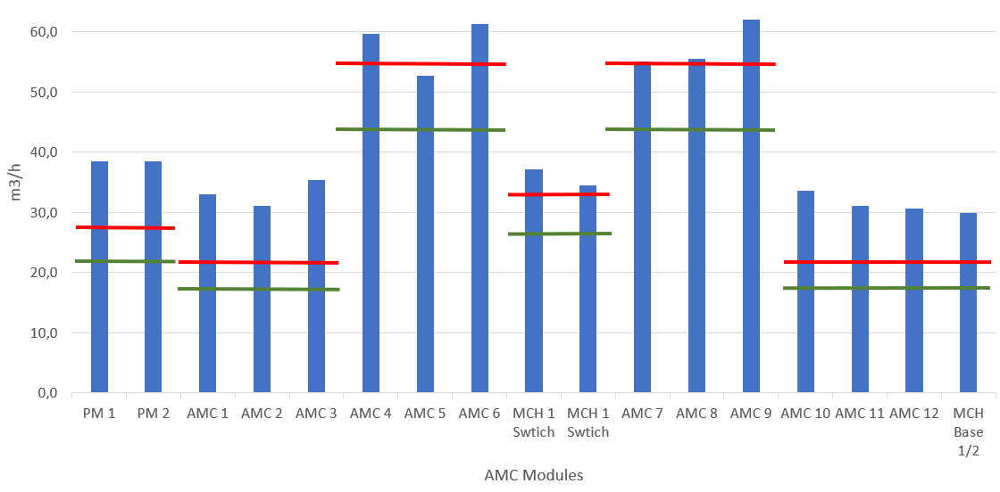 60,0
50,0
40,0
30,0
20,0
10,0
0,0
m3/h
PM 1
PM 2
AMC 1
AMC 2
AMC 3
AMC 4
AMC 5
AMC 6
MCH 1
Swtich
MCH 1
Swtich
AMC 7
AMC 8
AMC 9
AMC 10
AMC 11
AMC 12
MCH
Base
1/2
AMC Modules